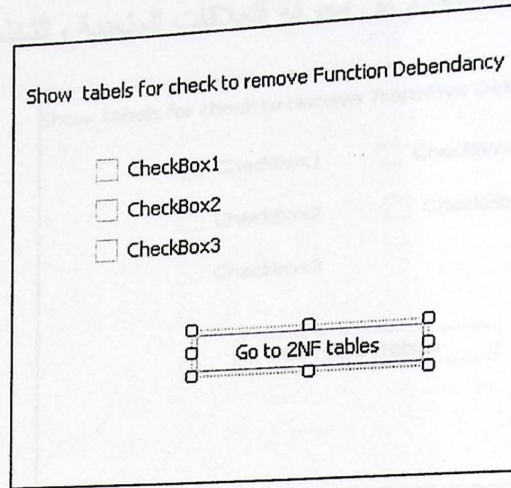 Show tabels for check to remove Function Debendancy
CheckBox1
CheckBox2
CheckBox3
Go to 2NF tables